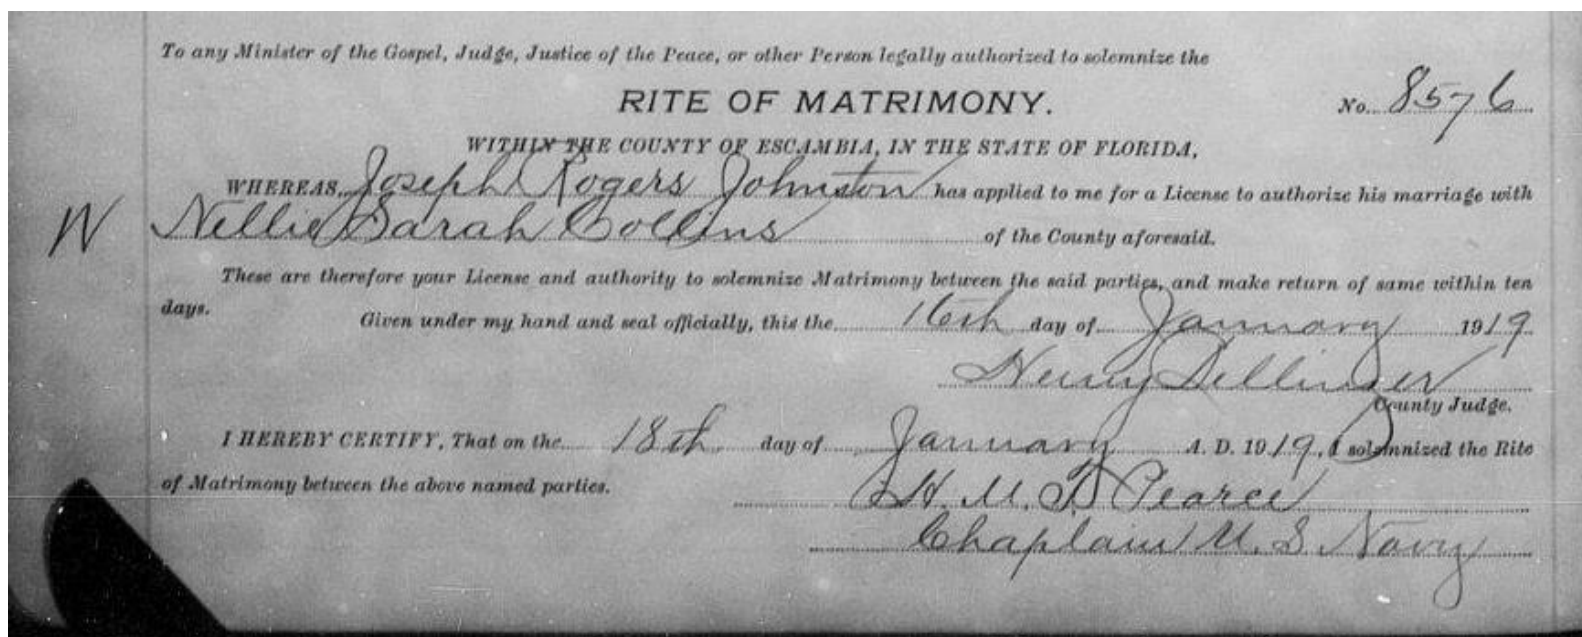 To any Minister of the Gospel, Judge, Justice of the Peace, or other Person legally authorized to solemnize the
RITE OF MATRIMONY.
No. 8576
WITHIN THE COUNTY OF ESCAMBIA, IN THE STATE OF FLORIDA,
WHEREAS, Joseph Rogers Johnston has applied to me for a License to authorize his marriage with
W Nellie Sarah Collins of the County aforesaid.
These are therefore your License and authority to solemnize Matrimony between the said parties, and make return of same within ten
days.
Given under my hand and seal officially, this the 16th day of January 1919
Henry Bellinger
County Judge.
I HEREBY CERTIFY, That on the 18th day of January A. D. 1919, I solemnized the Rite
of Matrimony between the above named parties.
H. M. T. Pearce
Chaplain U. S. Navy